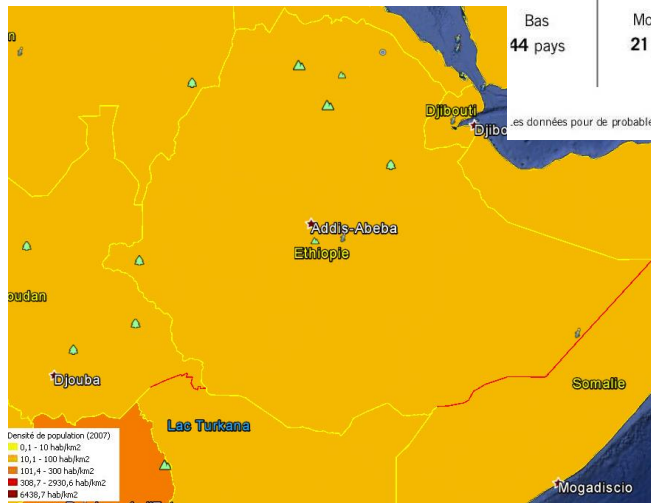 Bas
44 pays
21
es données pour de probable
n
Djibouti
Djibo
Addis-Abeba
Ethiopie
oudan
Djouba
Somalie
Lac Turkana
Mogadiscio
Densité de population (2007)
0,1 - 10 hab/km2
10,1 - 100 hab/km2
101,4 - 300 hab/km2
308,7 - 2930,6 hab/km2
6438,7 hab/km2